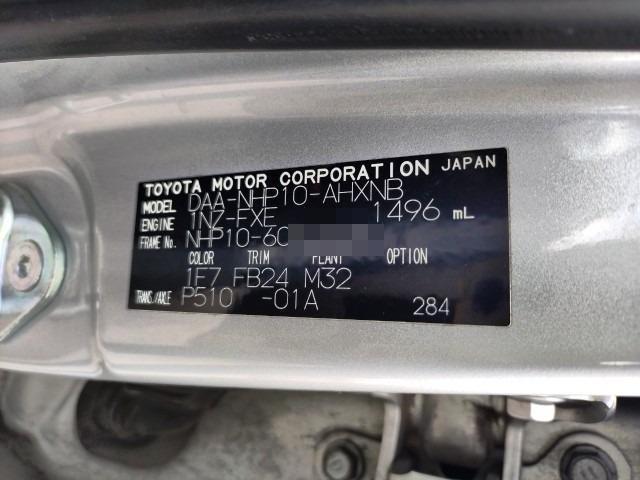 TOYOTA MOTOR CORPORATION JAPAN
MODEL DAA-NHP10-AHXNB
ENGINE 1NZ-FXE 1496 mL
FRAME No. NHP10-60
COLOR TRIM PLANT OPTION
1F7 FB24 M32
TRANS./AXLE P510 -01A 284